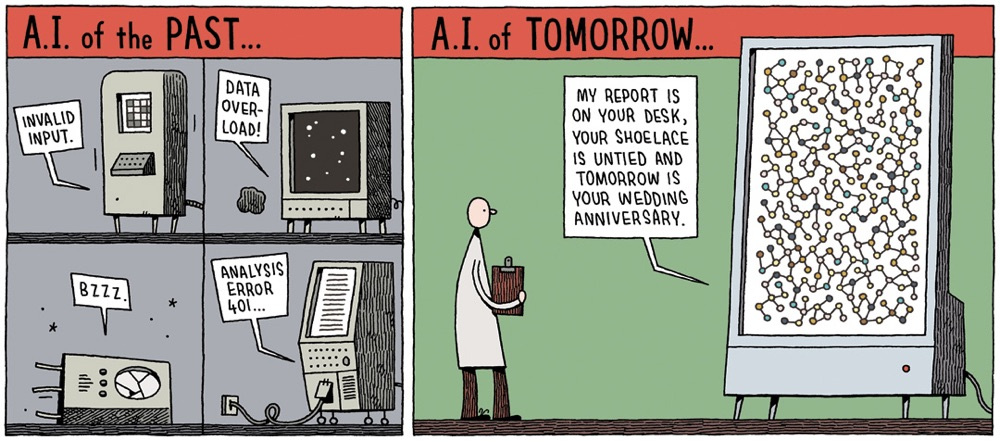 A.I. of the PAST...
INVALID
INPUT.
DATA
OVER-
LOAD!
BZZZ.
ANALYSIS
ERROR
401...
A.I. of TOMORROW...
MY REPORT IS
ON YOUR DESK,
YOUR SHOELACE
IS UNTIED AND
TOMORROW IS
YOUR WEDDING
ANNIVERSARY.